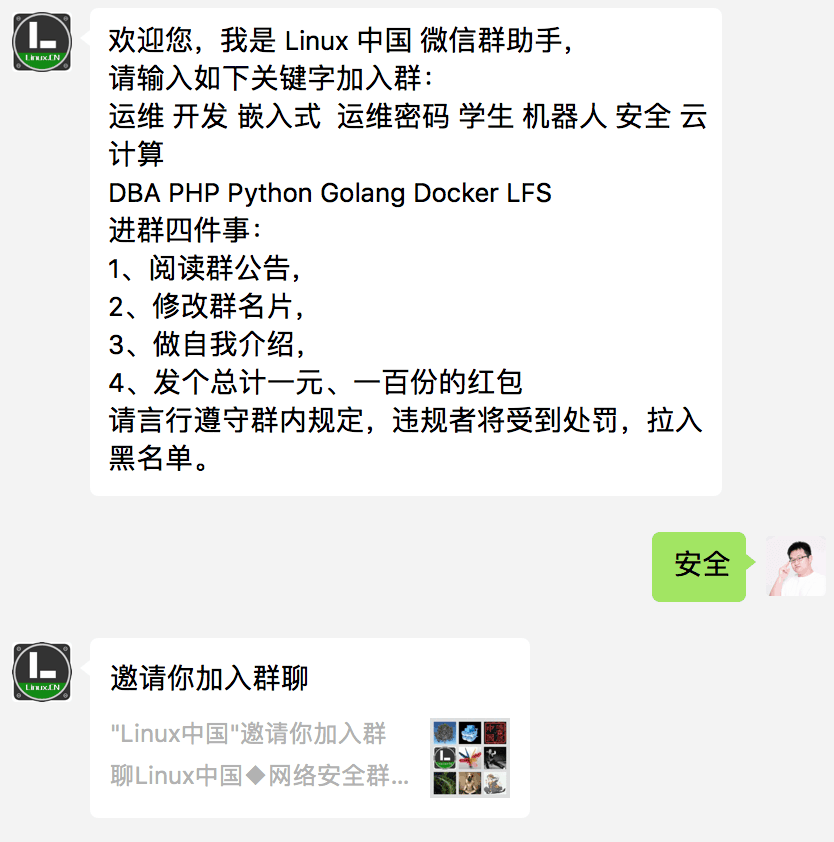 欢迎您，我是 Linux 中国 微信群助手，
请输入如下关键字加入群：
运维 开发 嵌入式  运维密码 学生 机器人 安全 云
计算
DBA PHP Python Golang Docker LFS
进群四件事：
1、阅读群公告，
2、修改群名片，
3、做自我介绍，
4、发个总计一元、一百份的红包
请言行遵守群内规定，违规者将受到处罚，拉入
黑名单。
安全
Linux.CN
邀请你加入群聊
"Linux中国"邀请你加入群
聊Linux中国◆网络安全群...
Linux.CN